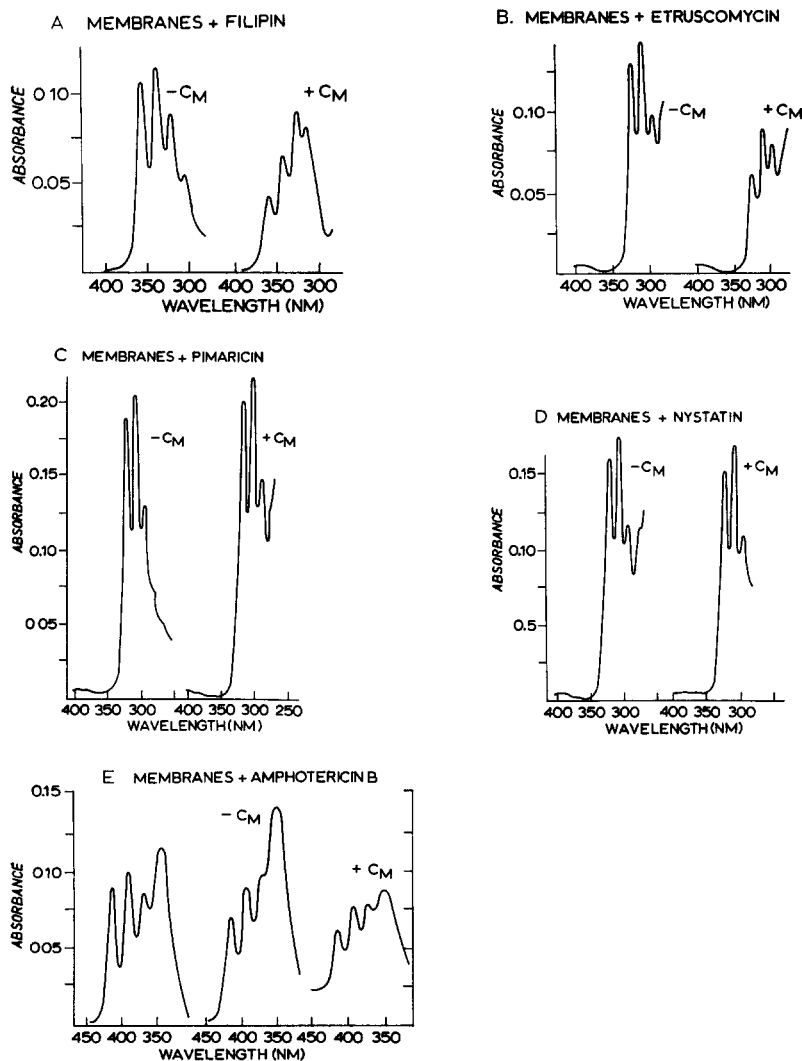 A MEMBRANES + FILIPIN
ABSORBANCE
0.10
0.05
-CM
+CM
400 350 300
400 350 300
WAVELENGTH (NM)
B. MEMBRANES + ETRUSCOMYCIN
ABSORBANCE
0.10
0.05
-CM
+CM
400 350 300
400 350 300
WAVELENGTH (NM)
C MEMBRANES + PIMARICIN
ABSORBANCE
0.20
0.15
0.10
0.05
-CM
+CM
400 350 300
400 350 300 250
WAVELENGTH (NM)
D MEMBRANES + NYSTATIN
ABSORBANCE
0.15
0.10
0.5
-CM
+CM
400 350 300
400 350 300
WAVELENGTH (NM)
E MEMBRANES + AMPHOTERICIN B
ABSORBANCE
0.15
0.10
0.05
-CM
+CM
450 400 350
450 400 350
450 400 350
WAVELENGTH (NM)